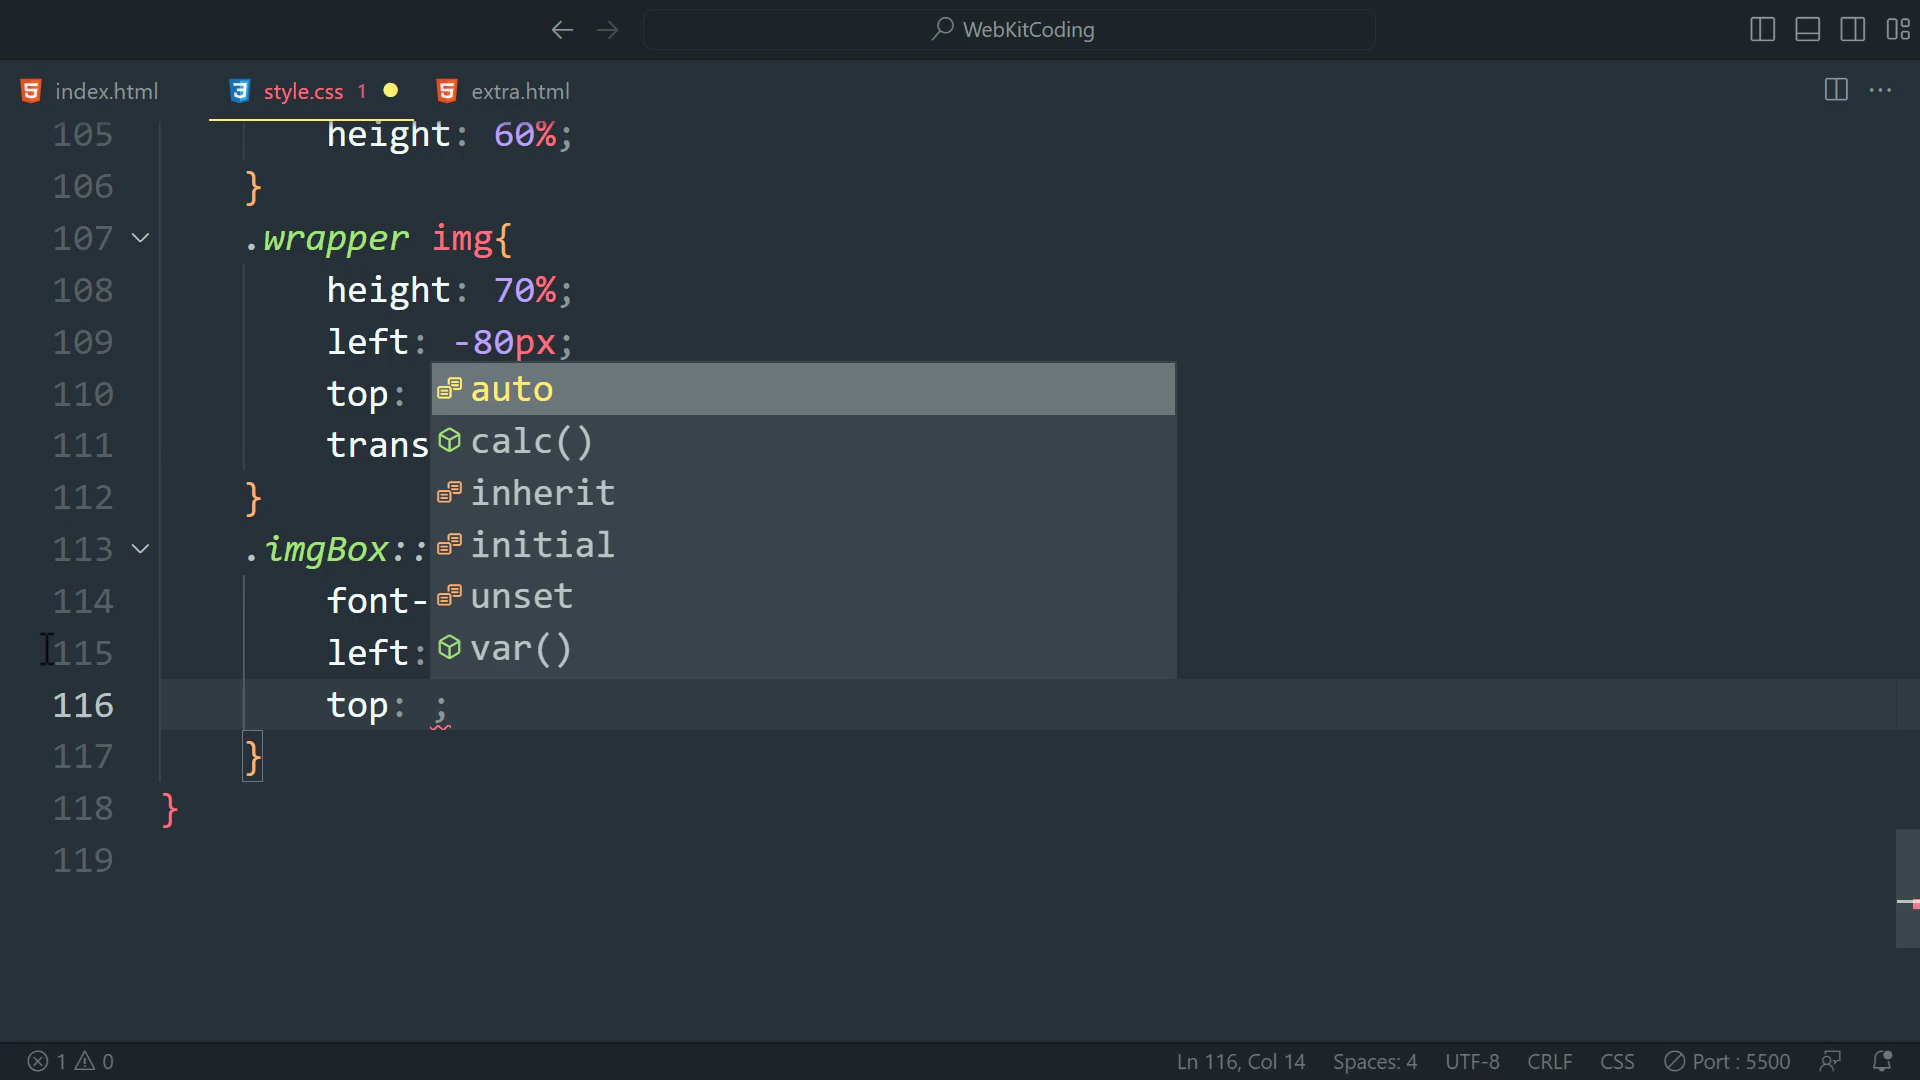 WebKitCoding
index.html
style.css 1
extra.html
105 height: 60%;
106 }
107 .wrapper img{
108 height: 70%;
109 left: -80px;
110 top:
111 trans
112 }
113 .imgBox::
114 font-
115 left:
116 top: ;
117 }
118 }
119
auto
calc()
inherit
initial
unset
var()
1 0
Ln 116, Col 14 Spaces: 4 UTF-8 CRLF CSS Port : 5500